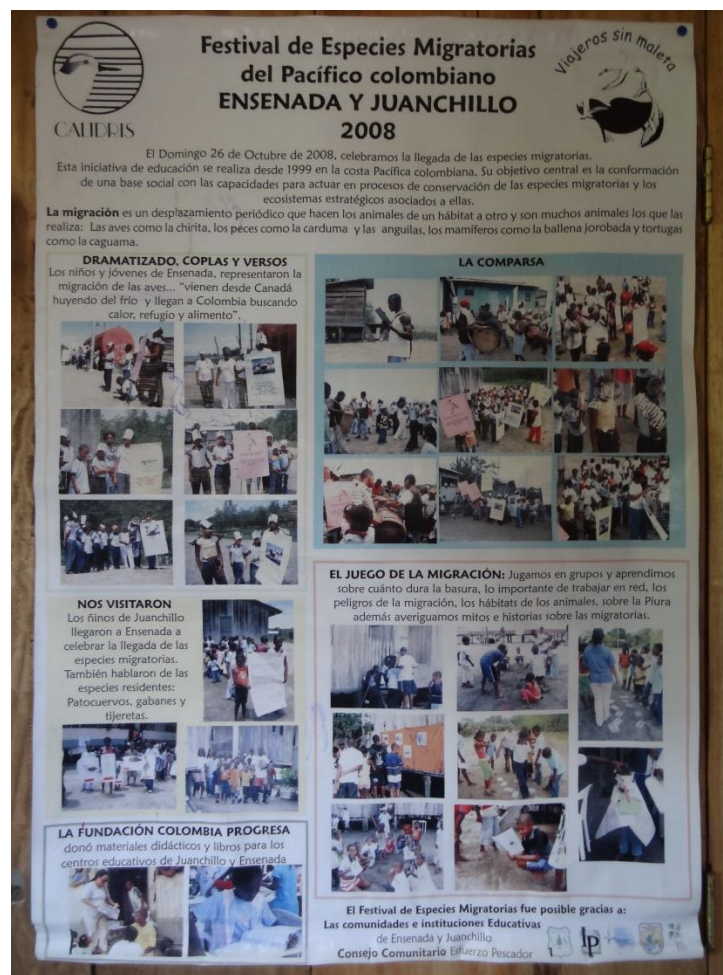 CALIDRIS
Festival de Especies Migratorias
del Pacífico colombiano
ENSENADA Y JUANCHILLO
2008
Viajeros sin maleta
El Domingo 26 de Octubre de 2008, celebramos la llegada de las especies migratorias.
Esta iniciativa de educación se realiza desde 1999 en la costa Pacífica colombiana. Su objetivo central es la conformación
de una base social con las capacidades para actuar en procesos de conservación de las especies migratorias y los
ecosistemas estratégicos asociados a ellas.
La migración es un desplazamiento periódico que hacen los animales de un hábitat a otro y son muchos animales los que las
realiza: Las aves como la chirita, los peces como la carduma y las anguilas, los mamíferos como la ballena jorobada y tortugas
como la caguama.
DRAMATIZADO, COPLAS Y VERSOS
Los niños y jóvenes de Ensenada, representaron la
migración de las aves... “vienen desde Canadá
huyendo del frío y llegan a Colombia buscando
calor, refugio y alimento”.
LA COMPARSA
NOS VISITARON
Los ñinos de Juanchillo
llegaron a Ensenada a
celebrar la llegada de las
especies migratorias.
También hablaron de las
especies residentes:
Patocuervos, gabanes y
tijeretas.
EL JUEGO DE LA MIGRACIÓN: Jugamos en grupos y aprendimos
sobre cuánto dura la basura, lo importante de trabajar en red, los
peligros de la migración, los hábitats de los animales, sobre la Piura
además averiguamos mitos e historias sobre las migratorias.
LA FUNDACIÓN COLOMBIA PROGRESA
donó materiales didácticos y libros para los
centros educativos de Juanchillo y Ensenada
El Festival de Especies Migratorias fue posible gracias a:
Las comunidades e instituciones Educativas
de Ensenada y Juanchillo
Consejo Comunitario Esfuerzo Pescador
lp